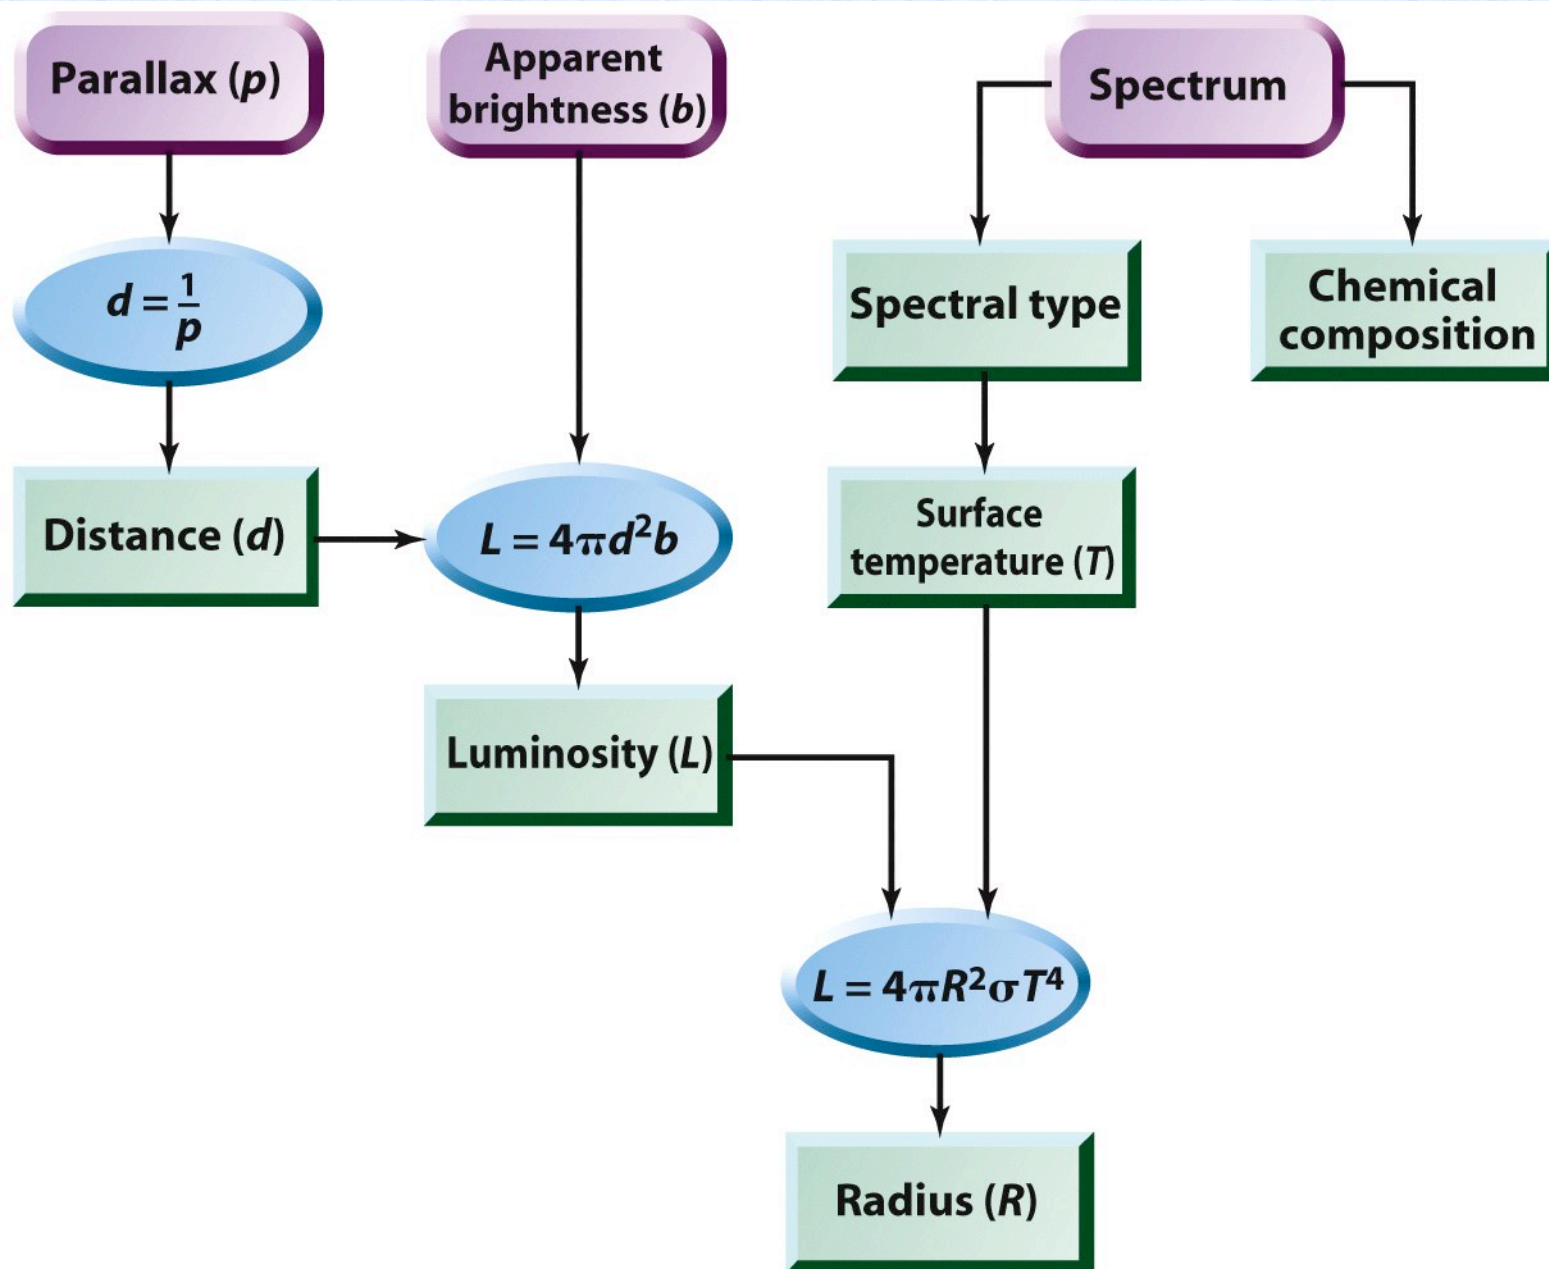 Parallax (p)
Apparent
brightness (b)
Spectrum
d = 1/p
Spectral type
Chemical
composition
Distance (d)
L = 4πd²b
Surface
temperature (T)
Luminosity (L)
L = 4πR²σT⁴
Radius (R)